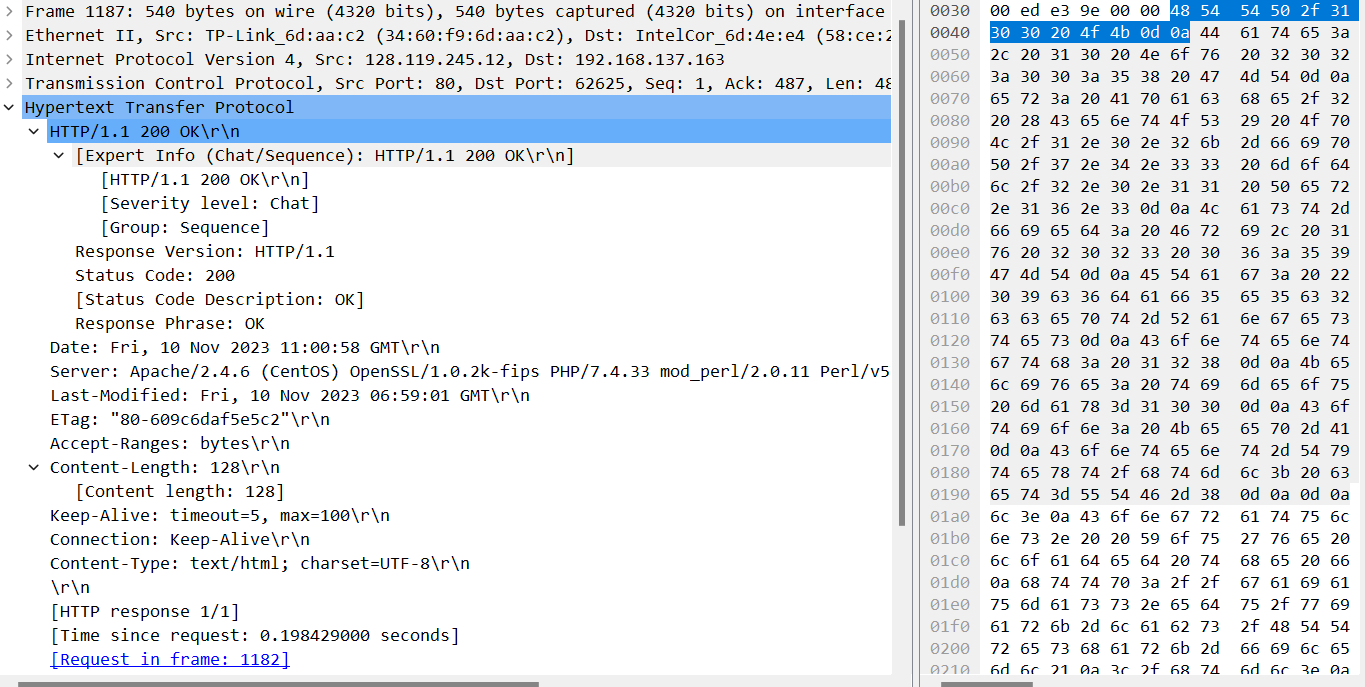 Frame 1187: 540 bytes on wire (4320 bits), 540 bytes captured (4320 bits) on interface
Ethernet II, Src: TP-Link_6d:aa:c2 (34:60:f9:6d:aa:c2), Dst: IntelCor_6d:4e:e4 (58:ce:2
Internet Protocol Version 4, Src: 128.119.245.12, Dst: 192.168.137.163
Transmission Control Protocol, Src Port: 80, Dst Port: 62625, Seq: 1, Ack: 487, Len: 48
Hypertext Transfer Protocol
HTTP/1.1 200 OK\r\n
[Expert Info (Chat/Sequence): HTTP/1.1 200 OK\r\n]
[HTTP/1.1 200 OK\r\n]
[Severity level: Chat]
[Group: Sequence]
Response Version: HTTP/1.1
Status Code: 200
[Status Code Description: OK]
Response Phrase: OK
Date: Fri, 10 Nov 2023 11:00:58 GMT\r\n
Server: Apache/2.4.6 (CentOS) OpenSSL/1.0.2k-fips PHP/7.4.33 mod_perl/2.0.11 Perl/v5
Last-Modified: Fri, 10 Nov 2023 06:59:01 GMT\r\n
ETag: "80-609c6daf5e5c2"\r\n
Accept-Ranges: bytes\r\n
Content-Length: 128\r\n
[Content length: 128]
Keep-Alive: timeout=5, max=100\r\n
Connection: Keep-Alive\r\n
Content-Type: text/html; charset=UTF-8\r\n
\r\n
[HTTP response 1/1]
[Time since request: 0.198429000 seconds]
[Request in frame: 1182]
0030 00 ed e3 9e 00 00 48 54 54 50 2f 31
0040 30 30 20 4f 4b 0d 0a 44 61 74 65 3a
0050 2c 20 31 30 20 4e 6f 76 20 32 30 32
0060 3a 30 30 3a 35 38 20 47 4d 54 0d 0a
0070 65 72 3a 20 41 70 61 63 68 65 2f 32
0080 20 28 43 65 6e 74 4f 53 29 20 4f 70
0090 4c 2f 31 2e 30 2e 32 6b 2d 66 69 70
00a0 50 2f 37 2e 34 2e 33 33 20 6d 6f 64
00b0 6c 2f 32 2e 30 2e 31 31 20 50 65 72
00c0 2e 31 36 2e 33 0d 0a 4c 61 73 74 2d
00d0 66 69 65 64 3a 20 46 72 69 2c 20 31
00e0 76 20 32 30 32 33 20 30 36 3a 35 39
00f0 47 4d 54 0d 0a 45 54 61 67 3a 20 22
0100 30 39 63 36 64 61 66 35 65 35 63 32
0110 63 63 65 70 74 2d 52 61 6e 67 65 73
0120 74 65 73 0d 0a 43 6f 6e 74 65 6e 74
0130 67 74 68 3a 20 31 32 38 0d 0a 4b 65
0140 6c 69 76 65 3a 20 74 69 6d 65 6f 75
0150 20 6d 61 78 3d 31 30 30 0d 0a 43 6f
0160 74 69 6f 6e 3a 20 4b 65 65 70 2d 41
0170 0d 0a 43 6f 6e 74 65 6e 74 2d 54 79
0180 74 65 78 74 2f 68 74 6d 6c 3b 20 63
0190 65 74 3d 55 54 46 2d 38 0d 0a 0d 0a
01a0 6c 3e 0a 43 6f 6e 67 72 61 74 75 6c
01b0 6e 73 2e 20 20 59 6f 75 27 76 65 20
01c0 6c 6f 61 64 65 64 20 74 68 65 20 66
01d0 0a 68 74 74 70 3a 2f 2f 67 61 69 61
01e0 75 6d 61 73 73 2e 65 64 75 2f 77 69
01f0 61 72 6b 2d 6c 61 62 73 2f 48 54 54
0200 72 65 73 68 61 72 6b 2d 66 69 6c 65
0210 6d 6c 21 0a 3c 2f 68 74 6d 6c 3e 0a